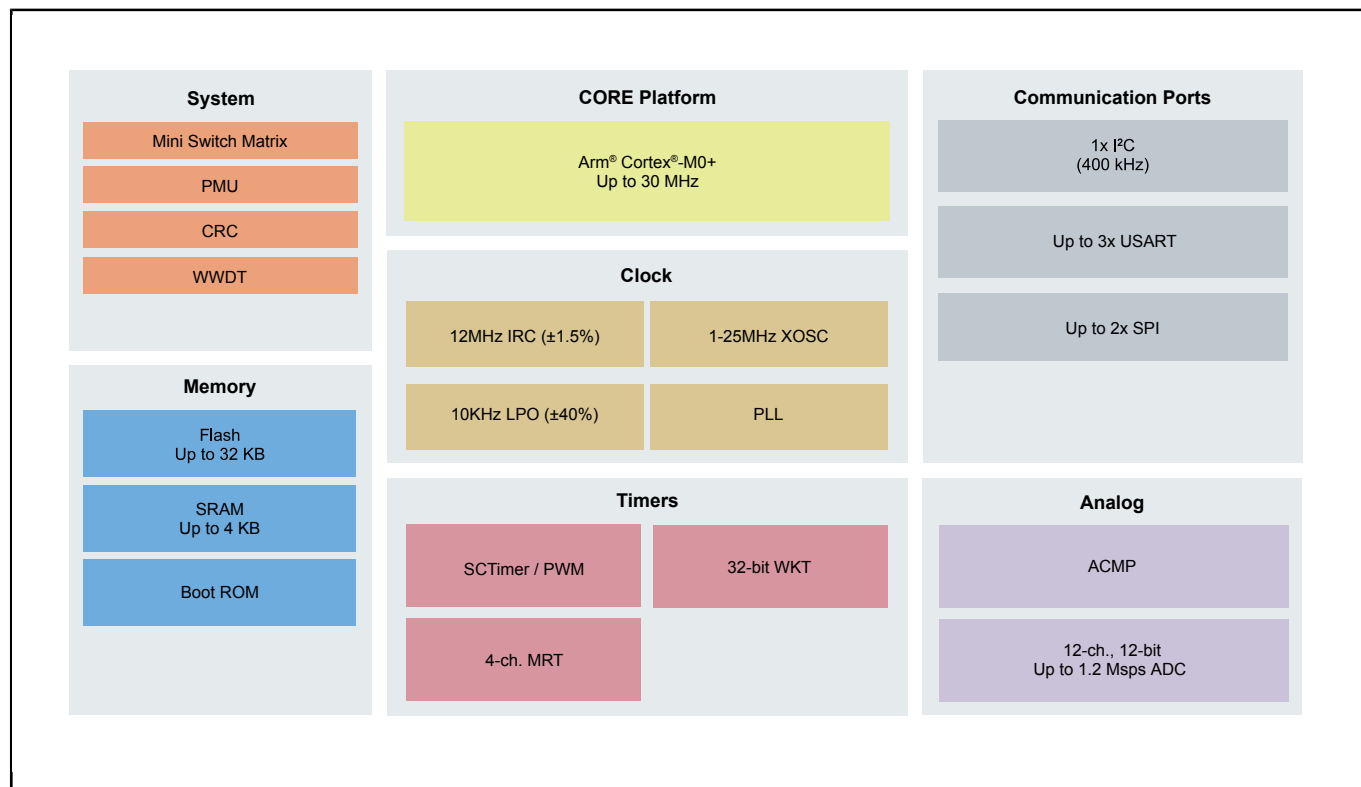 System
Mini Switch Matrix
PMU
CRC
WWDT
Memory
Flash
Up to 32 KB
SRAM
Up to 4 KB
Boot ROM
CORE Platform
Arm® Cortex®-M0+
Up to 30 MHz
Clock
12MHz IRC (±1.5%)
1-25MHz XOSC
10KHz LPO (±40%)
PLL
Timers
SCTimer / PWM
32-bit WKT
4-ch. MRT
Communication Ports
1x I²C
(400 kHz)
Up to 3x USART
Up to 2x SPI
Analog
ACMP
12-ch., 12-bit
Up to 1.2 Msps ADC